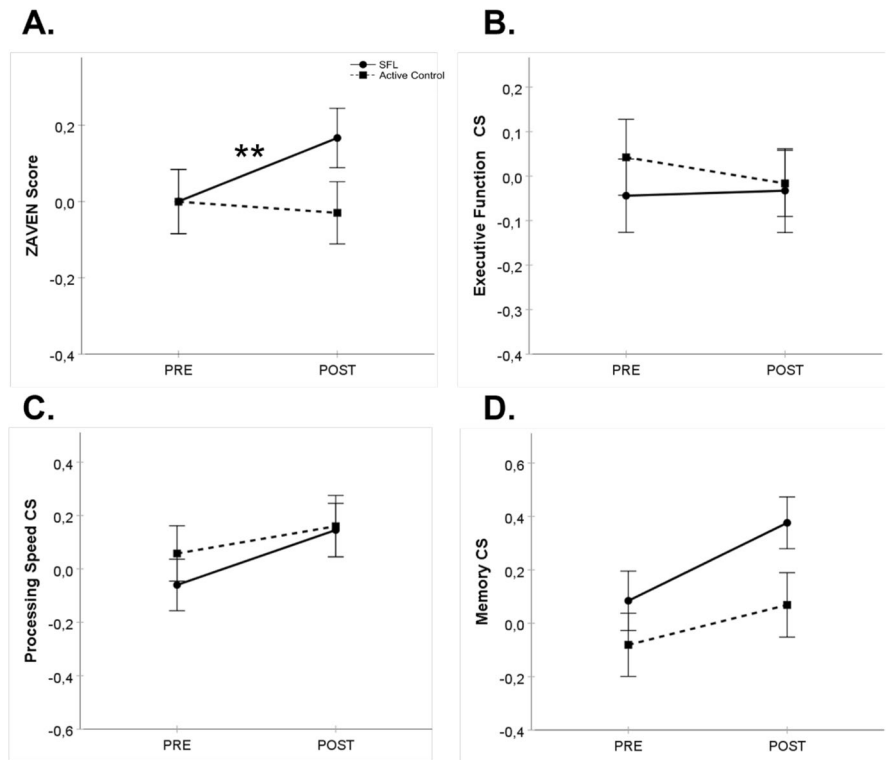 A.
SFL
Active Control
ZAVEN Score
0,2
0,0
-0,2
-0,4
**
PRE
POST
B.
Executive Function CS
0,2
0,1
0,0
-0,1
-0,2
-0,3
-0,4
PRE
POST
C.
Processing Speed CS
0,4
0,2
0,0
-0,2
-0,4
-0,6
PRE
POST
D.
Memory CS
0,6
0,4
0,2
0,0
-0,2
-0,4
PRE
POST